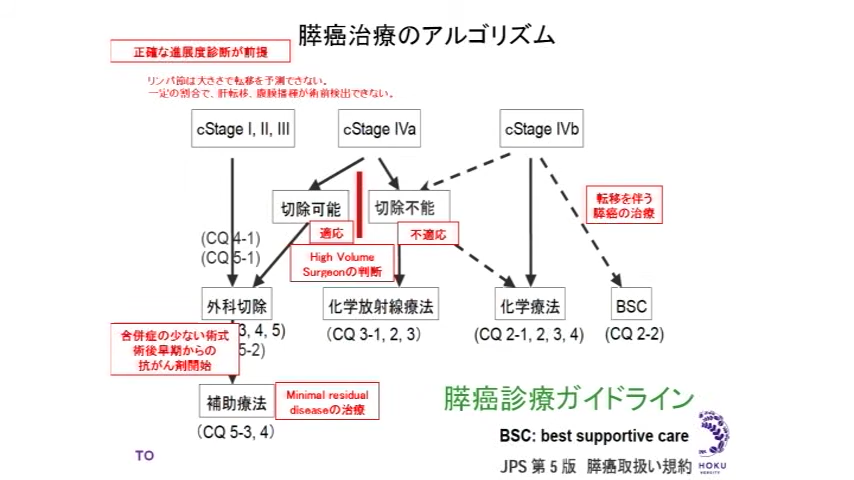 膵癌治療のアルゴリズム
正確な進展度診断が前提
リンパ節は大きさで転移を予測できない。
一定の割合で、肝転移、腹膜播種が術前検出できない。
cStage I, II, III
cStage IVa
cStage IVb
切除可能
切除不能
転移を伴う
膵癌の治療
適応
不適応
(CQ 4-1)
(CQ 5-1)
High Volume
Surgeonの判断
外科切除
化学放射線療法
化学療法
BSC
3, 4, 5)
5-2)
(CQ 3-1, 2, 3)
(CQ 2-1, 2, 3, 4)
(CQ 2-2)
合併症の少ない術式
術後早期からの
抗がん剤開始
補助療法
Minimal residual
diseaseの治療
(CQ 5-3, 4)
膵癌診療ガイドライン
BSC: best supportive care
JPS 第5版 膵癌取扱い規約
TO
HOKU